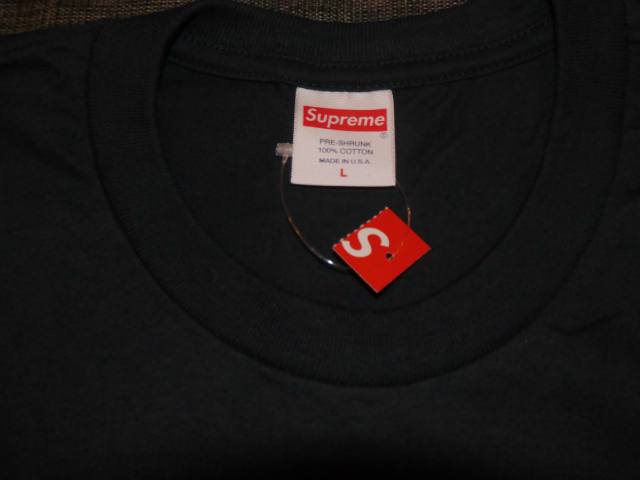 Supreme
®
PRE-SHRUNK
100% COTTON
MADE IN U.S.A.
L
S